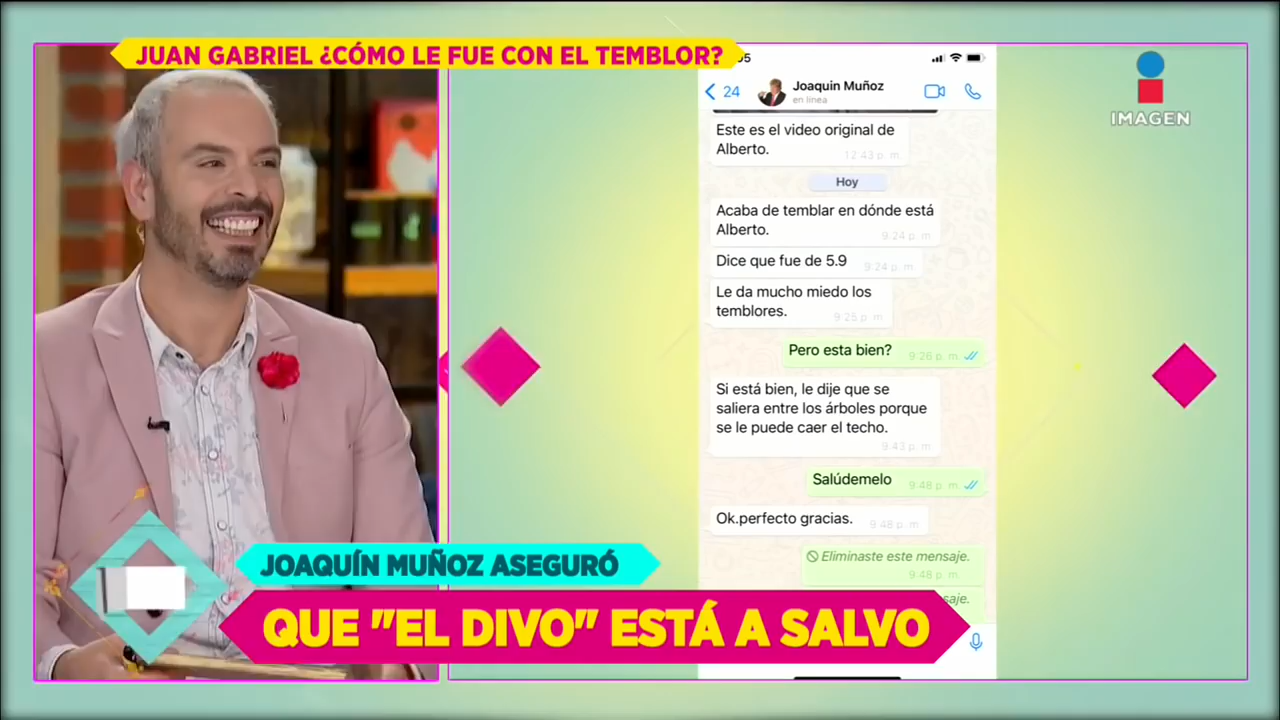 JUAN GABRIEL ¿CÓMO LE FUE CON EL TEMBLOR?
24
Joaquin Muñoz
en línea
IMAGEN
Este es el video original de
Alberto.
12:43 p. m.
Hoy
Acaba de temblar en dónde está
Alberto.
9:24 p. m
Dice que fue de 5.9
9:24 p. m
Le da mucho miedo los
temblores.
9:25 p. m
Pero esta bien?
9:26 p. m.
Si está bien, le dije que se
saliera entre los árboles porque
se le puede caer el techo.
9:43 p. m
Salúdemelo
9:48 p. m.
Ok.perfecto gracias.
9:48 p. m
Eliminaste este mensaje.
9:48 p. m.
JOAQUÍN MUÑOZ ASEGURÓ
QUE "EL DIVO" ESTÁ A SALVO